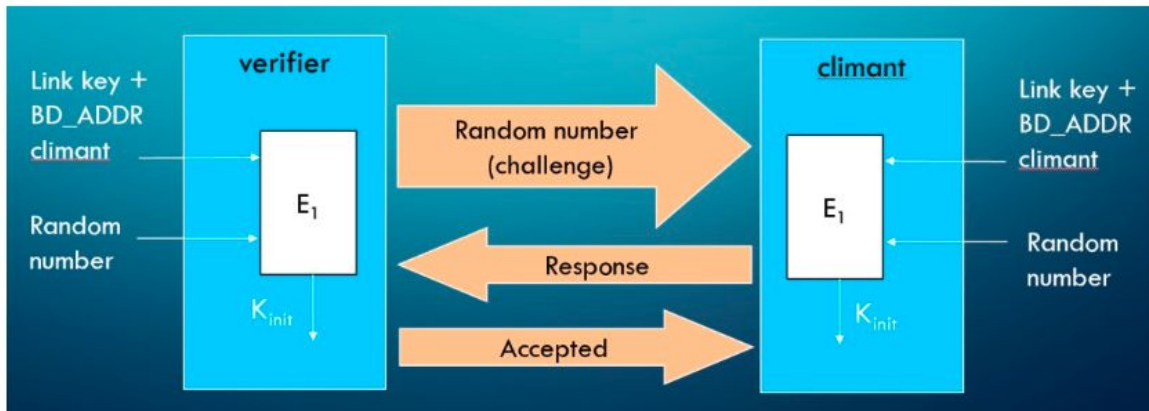 verifier
climant
Link key +
BD_ADDR
climant
Random
number
E1
Kinit
Random number
(challenge)
Response
Accepted
E1
Kinit
Link key +
BD_ADDR
climant
Random
number